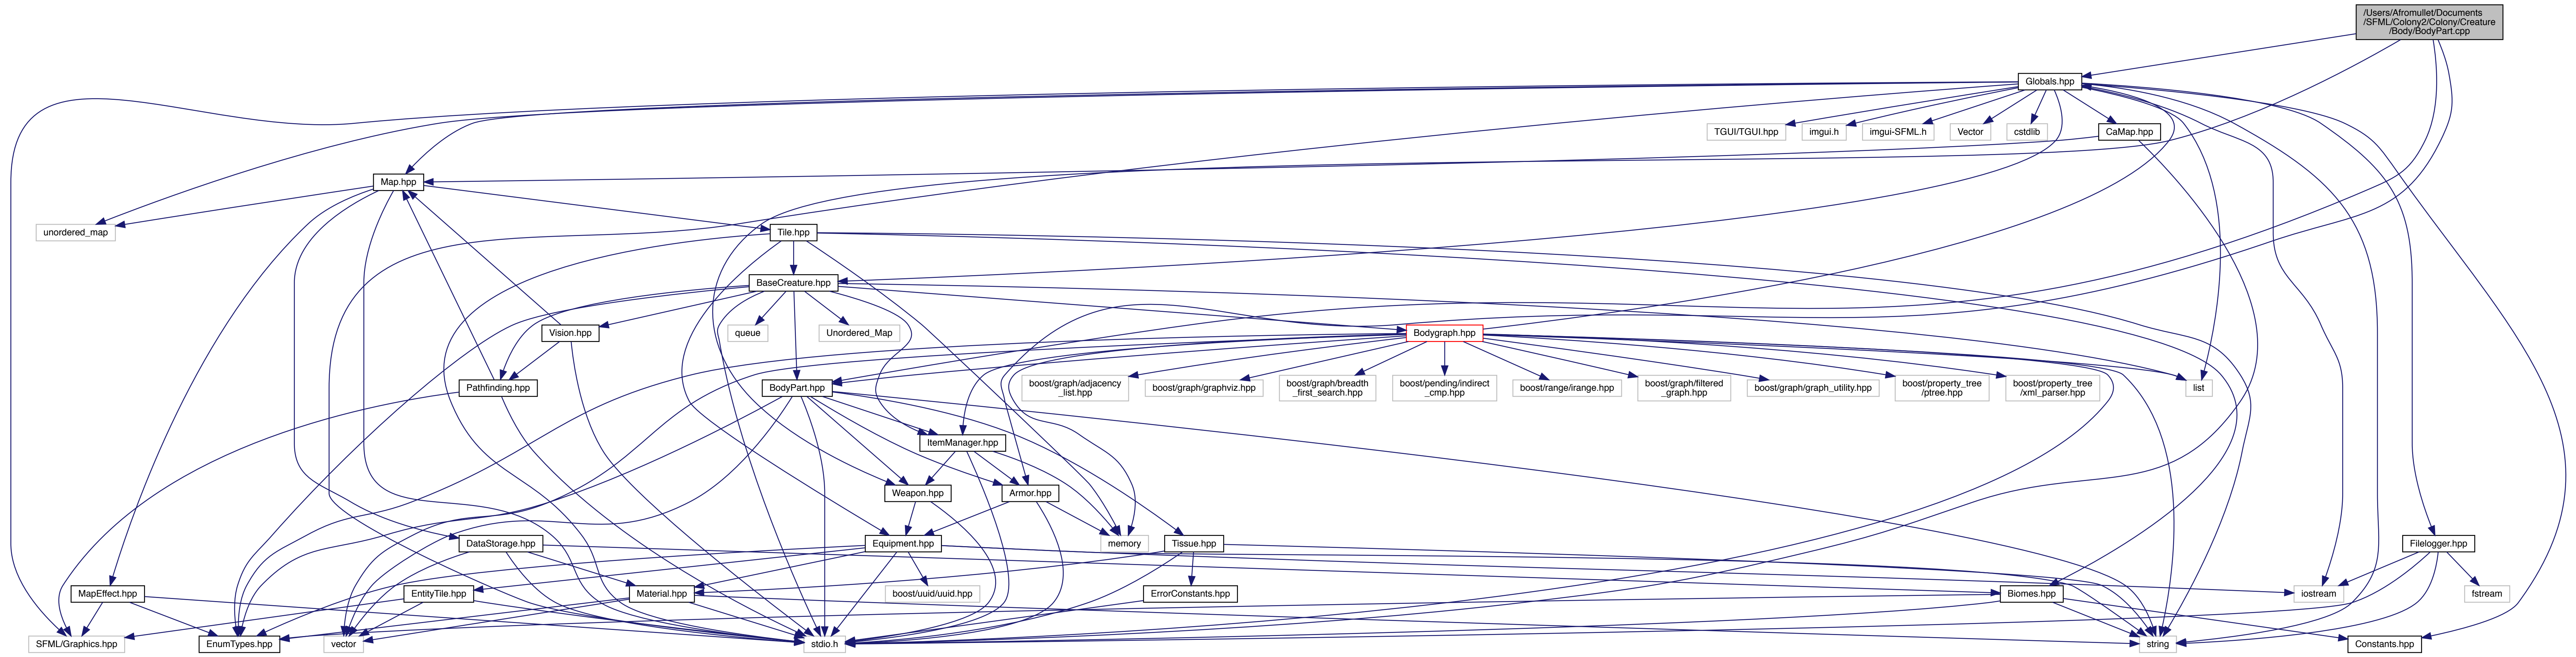 /Users/Afromullet/Documents
/SFML/Colony2/Colony/Creature
/Body/BodyPart.cpp
Globals.hpp
TGUI/TGUI.hpp
imgui.h
imgui-SFML.h
Vector
cstdlib
CaMap.hpp
Map.hpp
unordered_map
Tile.hpp
BaseCreature.hpp
Vision.hpp
queue
Unordered_Map
Bodygraph.hpp
Pathfinding.hpp
BodyPart.hpp
boost/graph/adjacency
_list.hpp
boost/graph/graphviz.hpp
boost/graph/breadth
_first_search.hpp
boost/pending/indirect
_cmp.hpp
boost/range/irange.hpp
boost/graph/filtered
_graph.hpp
boost/graph/graph_utility.hpp
boost/property_tree
/ptree.hpp
boost/property_tree
/xml_parser.hpp
list
ItemManager.hpp
Weapon.hpp
Armor.hpp
DataStorage.hpp
Equipment.hpp
memory
Tissue.hpp
Filelogger.hpp
MapEffect.hpp
EntityTile.hpp
Material.hpp
boost/uuid/uuid.hpp
ErrorConstants.hpp
Biomes.hpp
iostream
fstream
SFML/Graphics.hpp
EnumTypes.hpp
vector
stdio.h
string
Constants.hpp